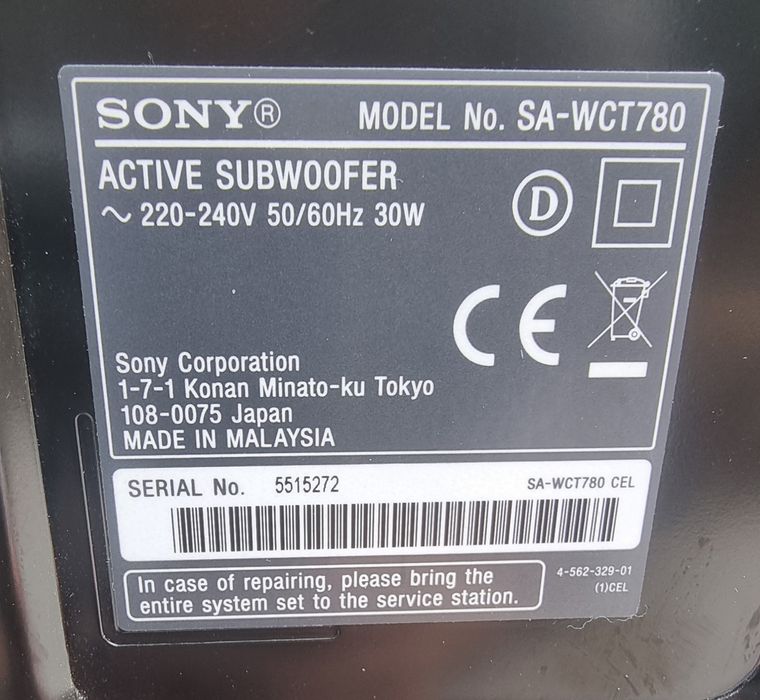 SONY® MODEL No. SA-WCT780
ACTIVE SUBWOOFER
~ 220-240V 50/60Hz 30W
D
CE
Sony Corporation
1-7-1 Konan Minato-ku Tokyo
108-0075 Japan
MADE IN MALAYSIA
SERIAL No. 5515272 SA-WCT780 CEL
In case of repairing, please bring the
entire system set to the service station.
4-562-329-01
(1)CEL